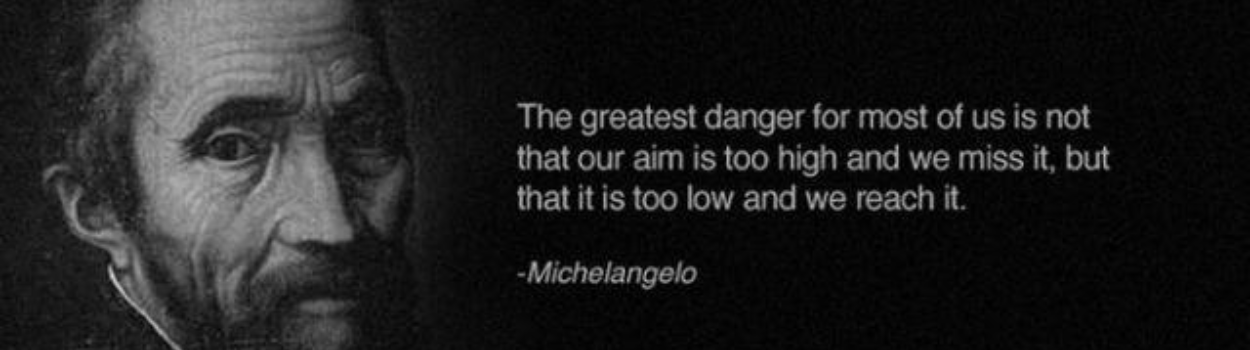 The greatest danger for most of us is not
that our aim is too high and we miss it, but
that it is too low and we reach it.
-Michelangelo